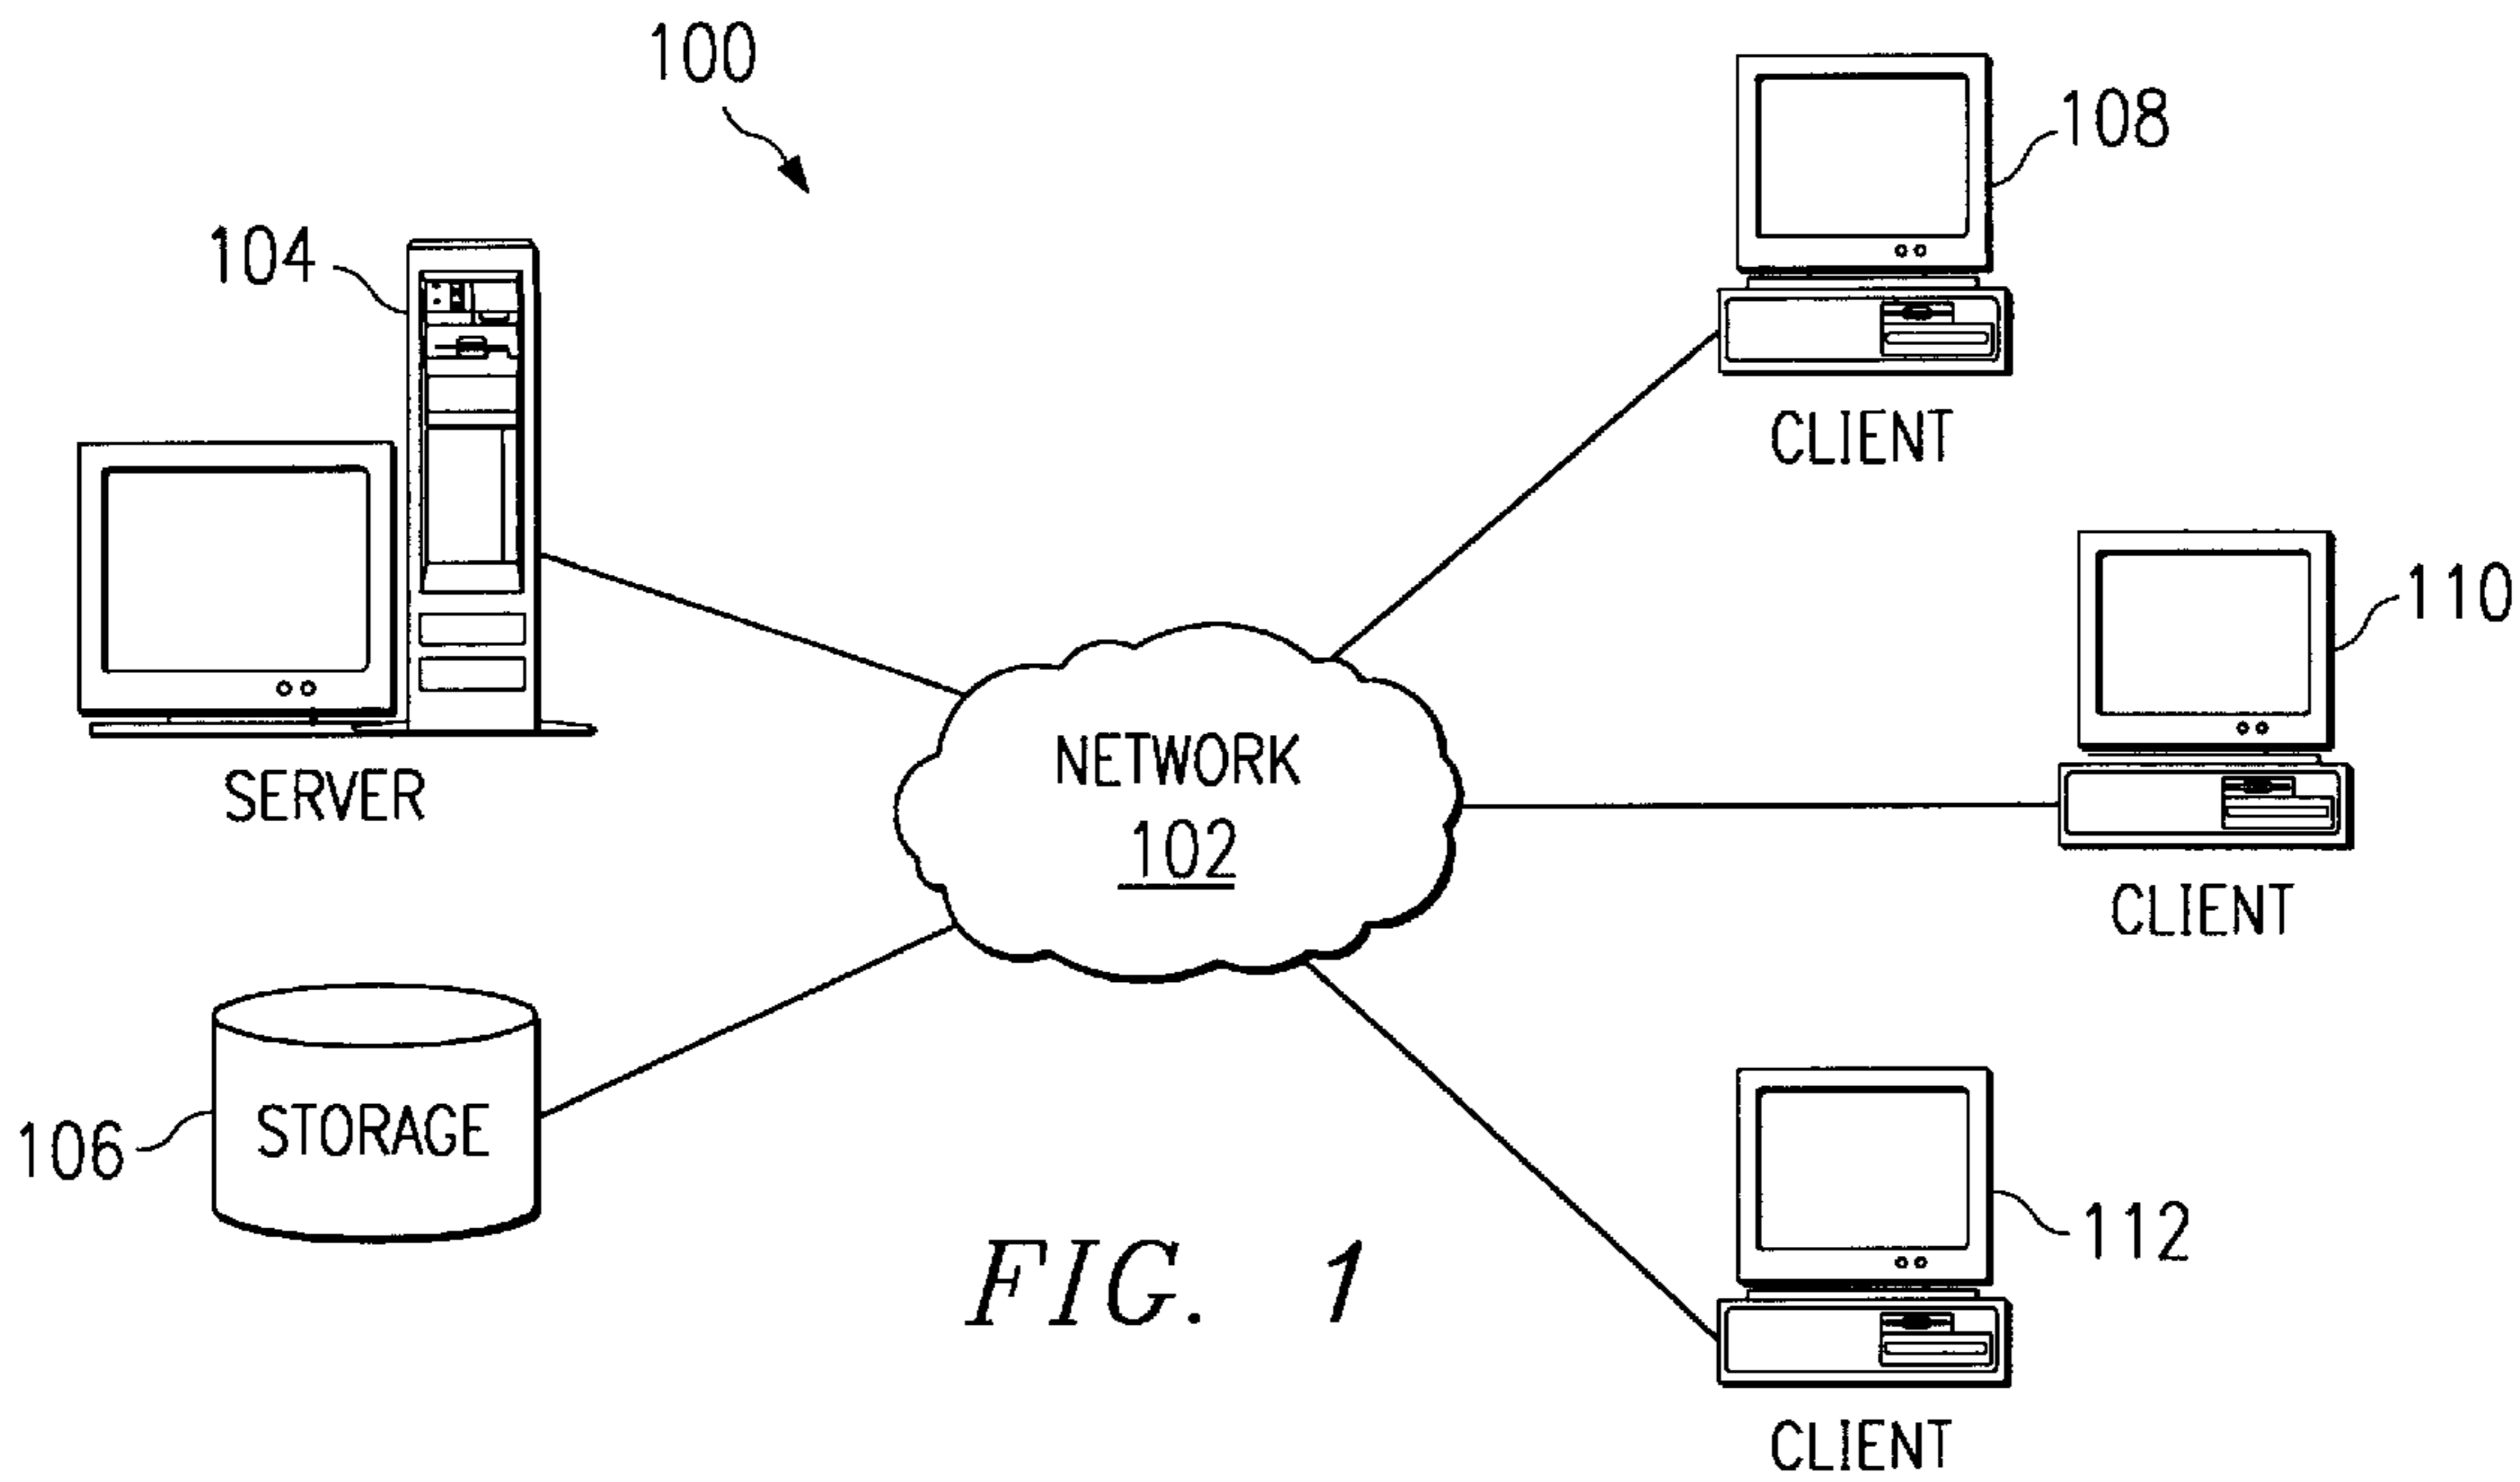 100
108
104
CLIENT
110
NETWORK
102
SERVER
CLIENT
106
STORAGE
112
FIG. 1
CLIENT